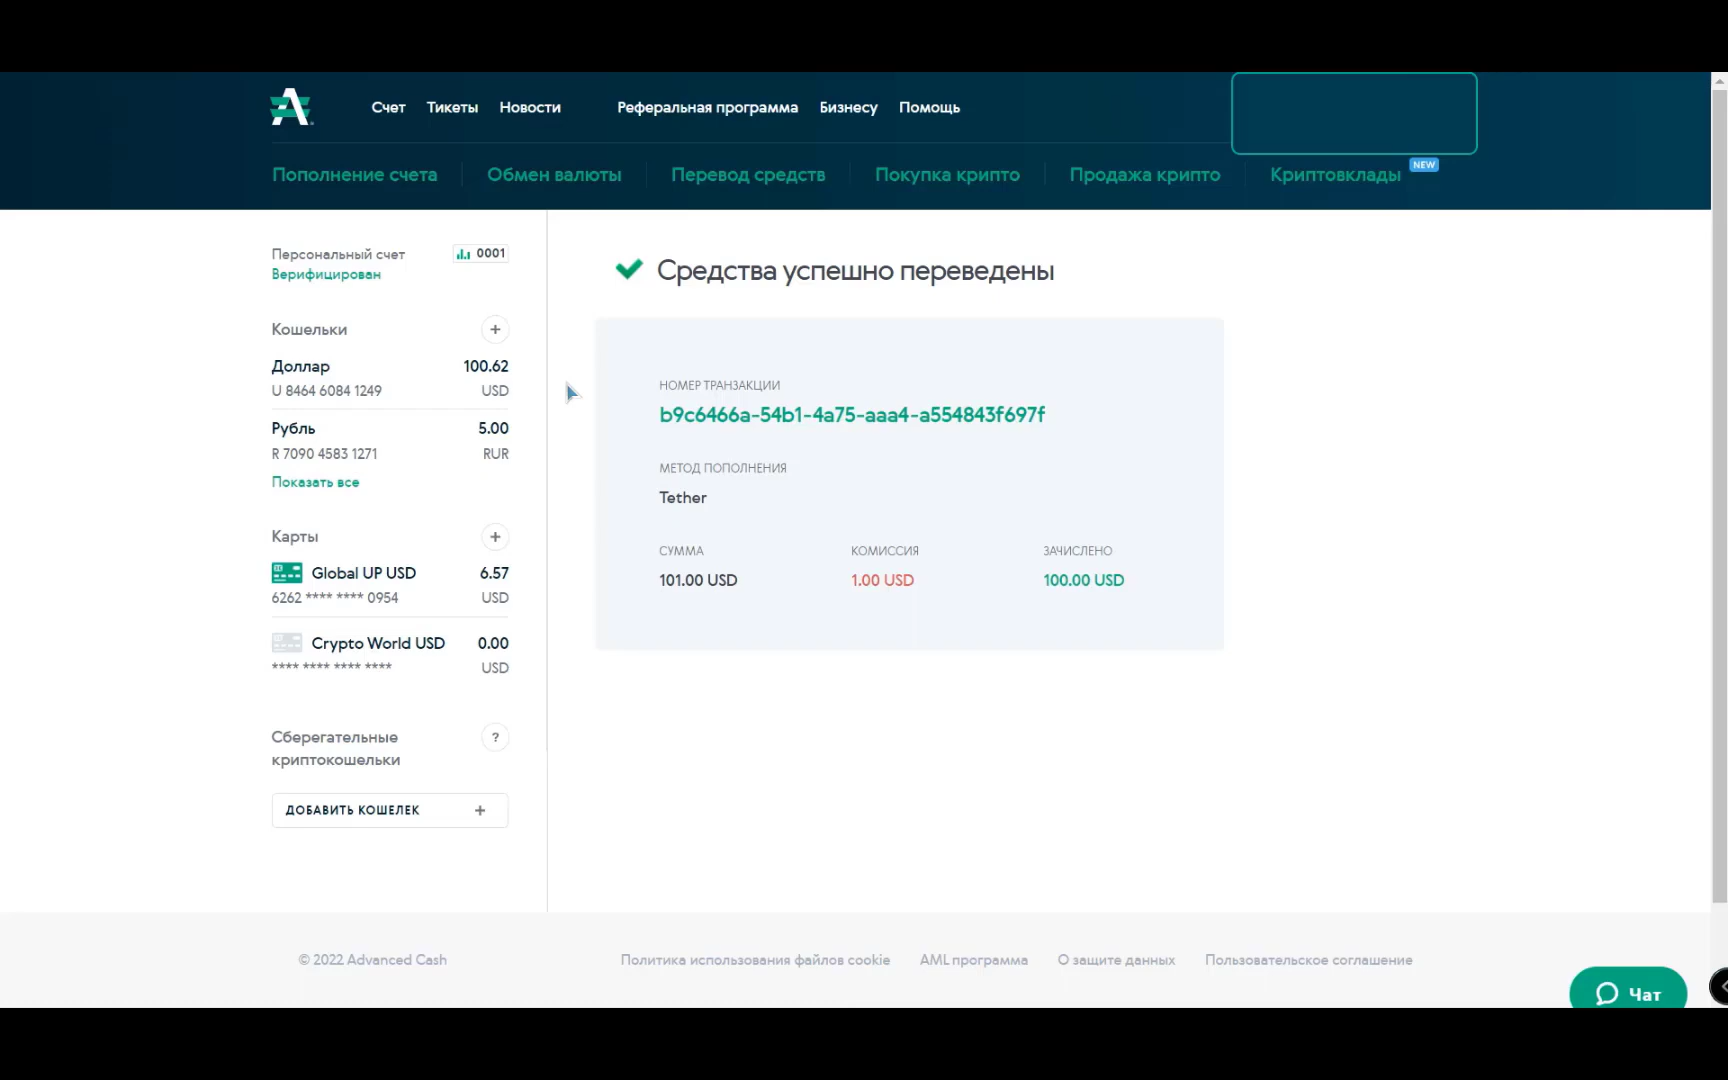 Счет Тикеты Новости Реферальная программа Бизнесу Помощь
Пополнение счета Обмен валюты Перевод средств Покупка крипто Продажа крипто Криптовклады NEW
Персональный счет 0001
Верифицирован
Кошельки +
Доллар 100.62
U 8464 6084 1249 USD
Рубль 5.00
R 7090 4583 1271 RUR
Показать все
Карты +
Global UP USD 6.57
6262 **** **** 0954 USD
Crypto World USD 0.00
**** **** **** **** USD
Сберегательные ?
криптокошельки
ДОБАВИТЬ КОШЕЛЕК +
Средства успешно переведены
НОМЕР ТРАНЗАКЦИИ
b9c6466a-54b1-4a75-aaa4-a554843f697f
МЕТОД ПОПОЛНЕНИЯ
Tether
СУММА КОМИССИЯ ЗАЧИСЛЕНО
101.00 USD 1.00 USD 100.00 USD
© 2022 Advanced Cash Политика использования файлов cookie AML программа О защите данных Пользовательское соглашение
Чат